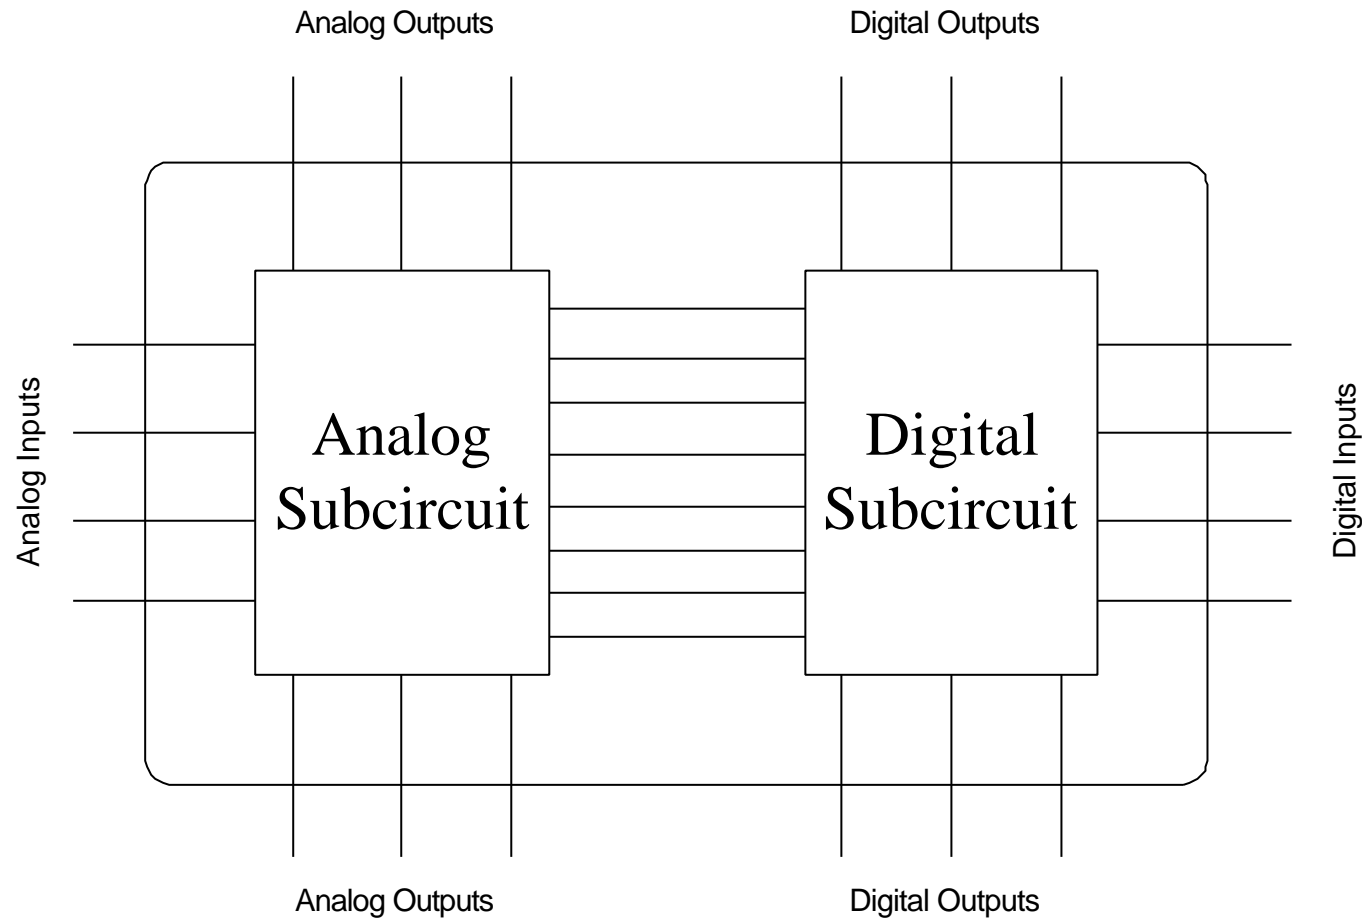 Analog Outputs
Digital Outputs
Analog Inputs
Analog
Subcircuit
Digital
Subcircuit
Digital Inputs
Analog Outputs
Digital Outputs